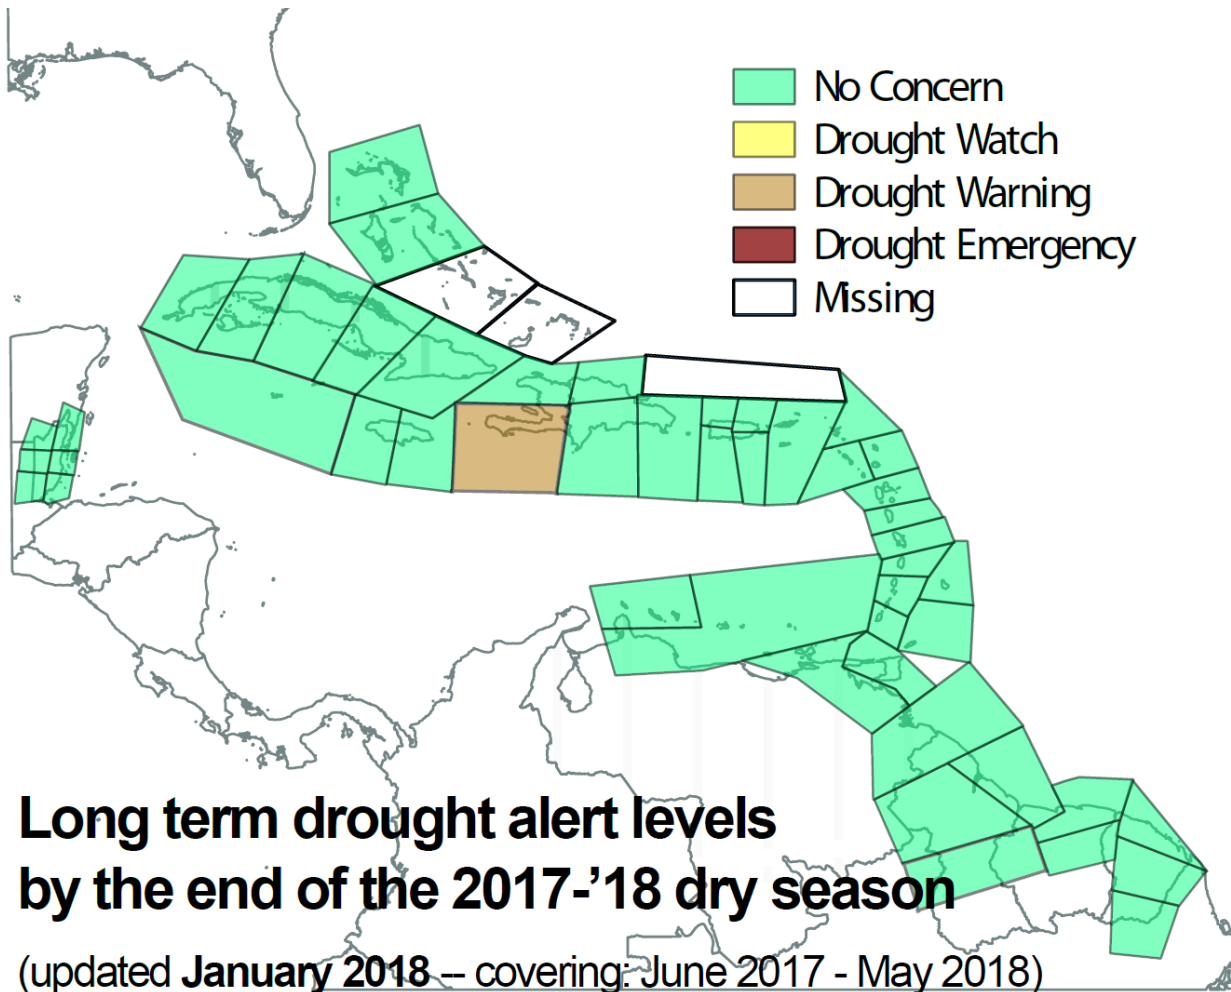 No Concern
Drought Watch
Drought Warning
Drought Emergency
Missing
Long term drought alert levels
by the end of the 2017-’18 dry season
(updated January 2018 -- covering: June 2017 - May 2018)